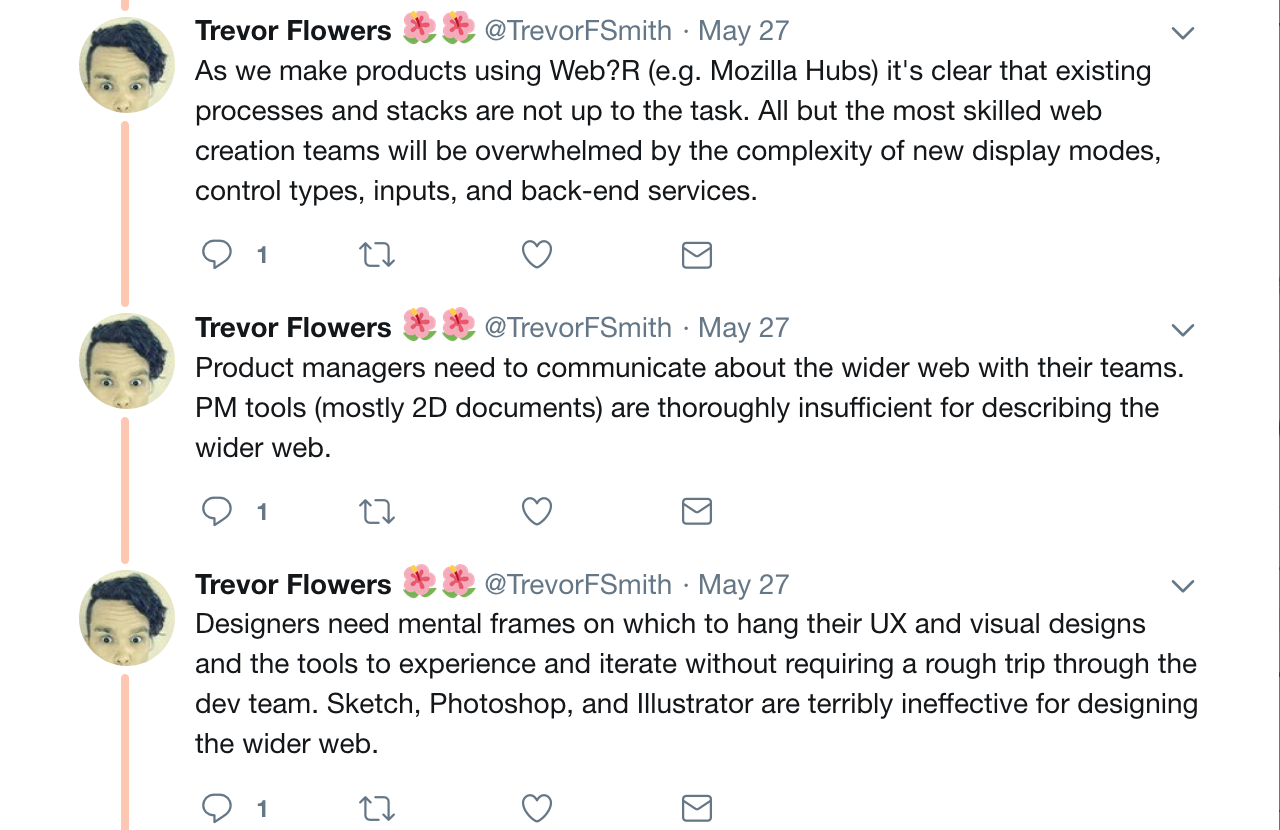 Trevor Flowers 🌺🌺 @TrevorFSmith · May 27
As we make products using Web?R (e.g. Mozilla Hubs) it's clear that existing
processes and stacks are not up to the task. All but the most skilled web
creation teams will be overwhelmed by the complexity of new display modes,
control types, inputs, and back-end services.
1
Trevor Flowers 🌺🌺 @TrevorFSmith · May 27
Product managers need to communicate about the wider web with their teams.
PM tools (mostly 2D documents) are thoroughly insufficient for describing the
wider web.
1
Trevor Flowers 🌺🌺 @TrevorFSmith · May 27
Designers need mental frames on which to hang their UX and visual designs
and the tools to experience and iterate without requiring a rough trip through the
dev team. Sketch, Photoshop, and Illustrator are terribly ineffective for designing
the wider web.
1